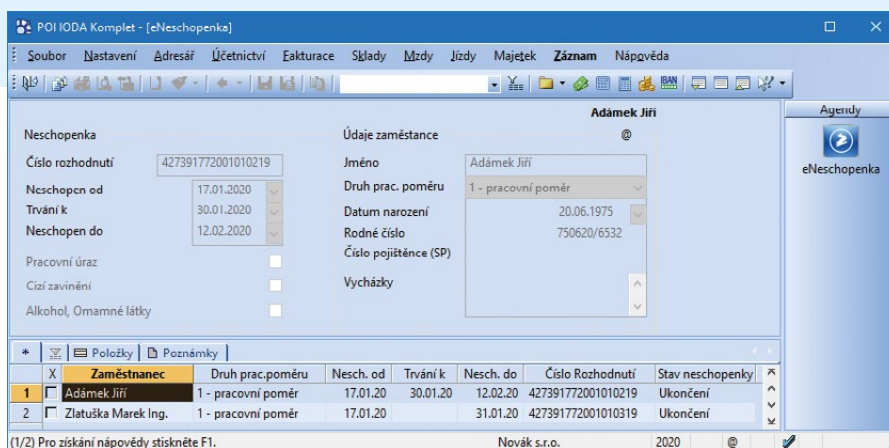 POHODA Komplet - [eNeschopenka]
Soubor Nastavení Adresář Účetnictví Fakturace Sklady Mzdy Jízdy Majetek Záznam Nápověda
IBAN
Adámek Jiří
Agendy
Neschopenka
Údaje zaměstance
@
eNeschopenka
Číslo rozhodnutí 427391772001010219
Jméno Adámek Jiří
Neschopen od 17.01.2020
Druh prac. poměru 1 - pracovní poměr
Trvání k 30.01.2020
Datum narození 20.06.1975
Neschopen do 12.02.2020
Rodné číslo 750620/6532
Číslo pojištěnce (SP)
Pracovní úraz
Cizí zavinění
Vycházky
Alkohol, Omamné látky
* Položky Poznámky
X Zaměstnanec Druh prac.poměru Nesch. od Trvání k Nesch. do Číslo Rozhodnutí Stav neschopenky
1 Adámek Jiří 1 - pracovní poměr 17.01.20 30.01.20 12.02.20 427391772001010219 Ukončení
2 Zlatuška Marek Ing. 1 - pracovní poměr 17.01.20 31.01.20 427391772001010319 Ukončení
(1/2) Pro získání nápovědy stiskněte F1. Novák s.r.o. 2020 @